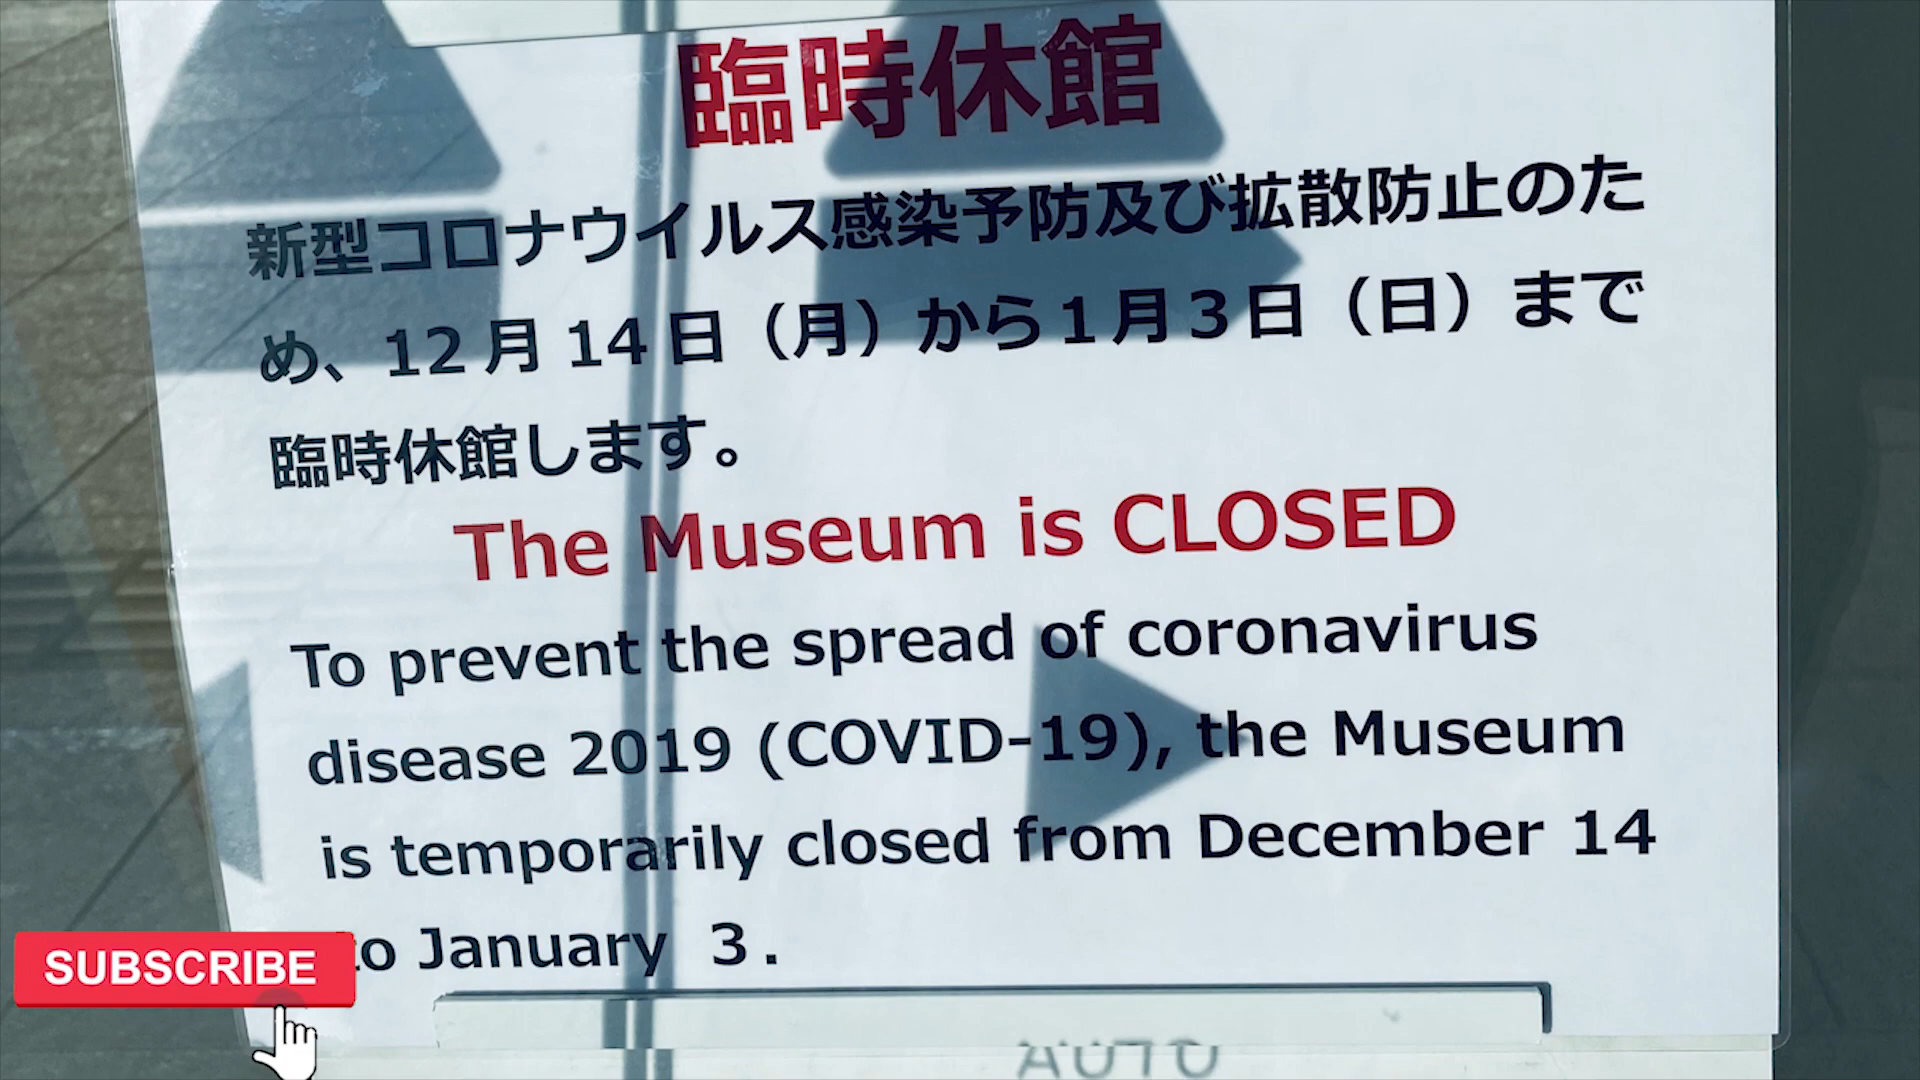 臨時休館
新型コロナウイルス感染予防及び拡散防止のた
め、12月14日（月）から1月3日（日）まで
臨時休館します。
The Museum is CLOSED
To prevent the spread of coronavirus
disease 2019 (COVID-19), the Museum
is temporarily closed from December 14
to January 3.
SUBSCRIBE
AUTO